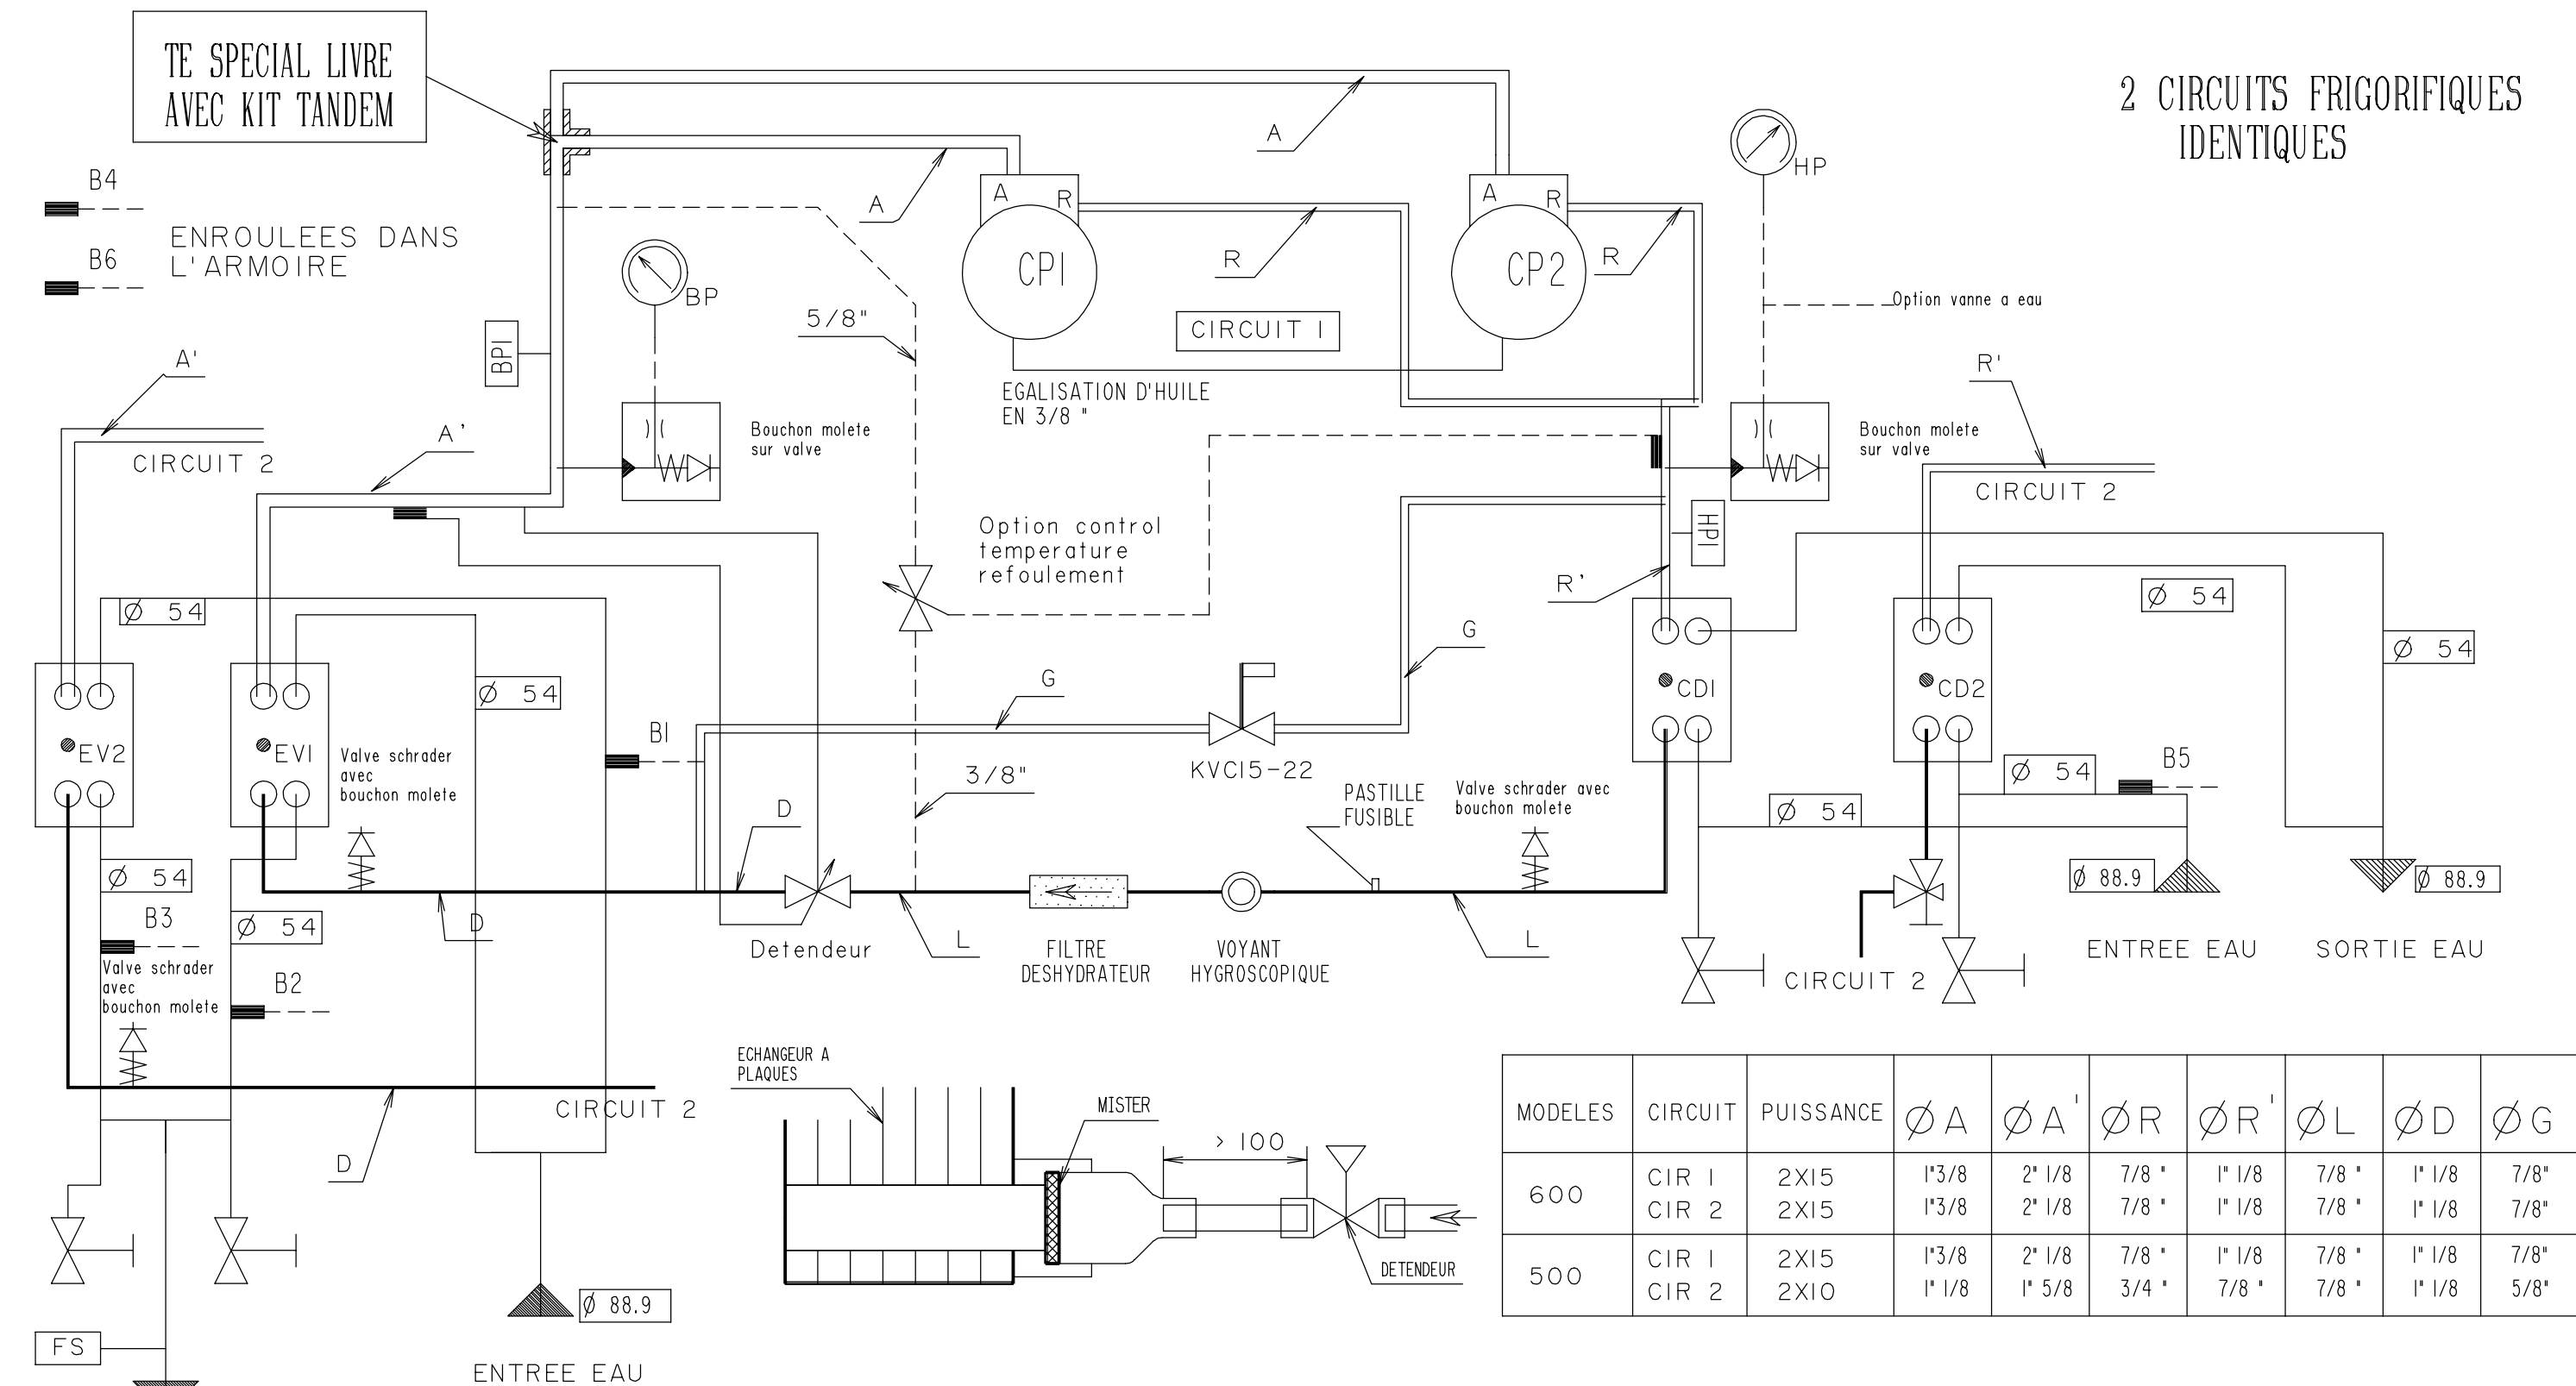 TE SPECIAL LIVRE
AVEC KIT TANDEM
2 CIRCUITS FRIGORIFIQUES
IDENTIQUES
B4
B6
ENROULEES DANS
L'ARMOIRE
A
A
A R
CP1
A R
CP2
R
R
HP
BP
BP1
5/8"
CIRCUIT 1
Option vanne a eau
EGALISATION D'HUILE
EN 3/8 "
A'
A'
CIRCUIT 2
Bouchon molete
sur valve
Bouchon molete
sur valve
R'
CIRCUIT 2
Option control
temperature
refoulement
HP1
R'
Ø 54
Ø 54
Ø 54
Ø 54
G
G
EV2
EV1
CD1
CD2
Valve schrader
avec
bouchon molete
B1
KVC15-22
3/8"
D
PASTILLE
FUSIBLE
Valve schrader avec
bouchon molete
Ø 54
B5
Ø 54
Ø 54
B3
Ø 54
D
Valve schrader
avec
bouchon molete
B2
Detendeur
L
FILTRE
DESHYDRATEUR
VOYANT
HYGROSCOPIQUE
L
CIRCUIT 2
Ø 88.9
Ø 88.9
ENTREE EAU
SORTIE EAU
CIRCUIT 2
D
ECHANGEUR A
PLAQUES
MISTER
> 100
DETENDEUR
Ø 88.9
FS
ENTREE EAU
MODELES CIRCUIT PUISSANCE ØA ØA' ØR ØR' ØL ØD ØG
600
CIR 1 2X15 1"3/8 2" 1/8 7/8 " 1" 1/8 7/8 " 1" 1/8 7/8"
CIR 2 2X15 1"3/8 2" 1/8 7/8 " 1" 1/8 7/8 " 1" 1/8 7/8"
500
CIR 1 2X15 1"3/8 2" 1/8 7/8 " 1" 1/8 7/8 " 1" 1/8 7/8"
CIR 2 2X10 1" 1/8 1" 5/8 3/4 " 7/8 " 7/8 " 1" 1/8 5/8"